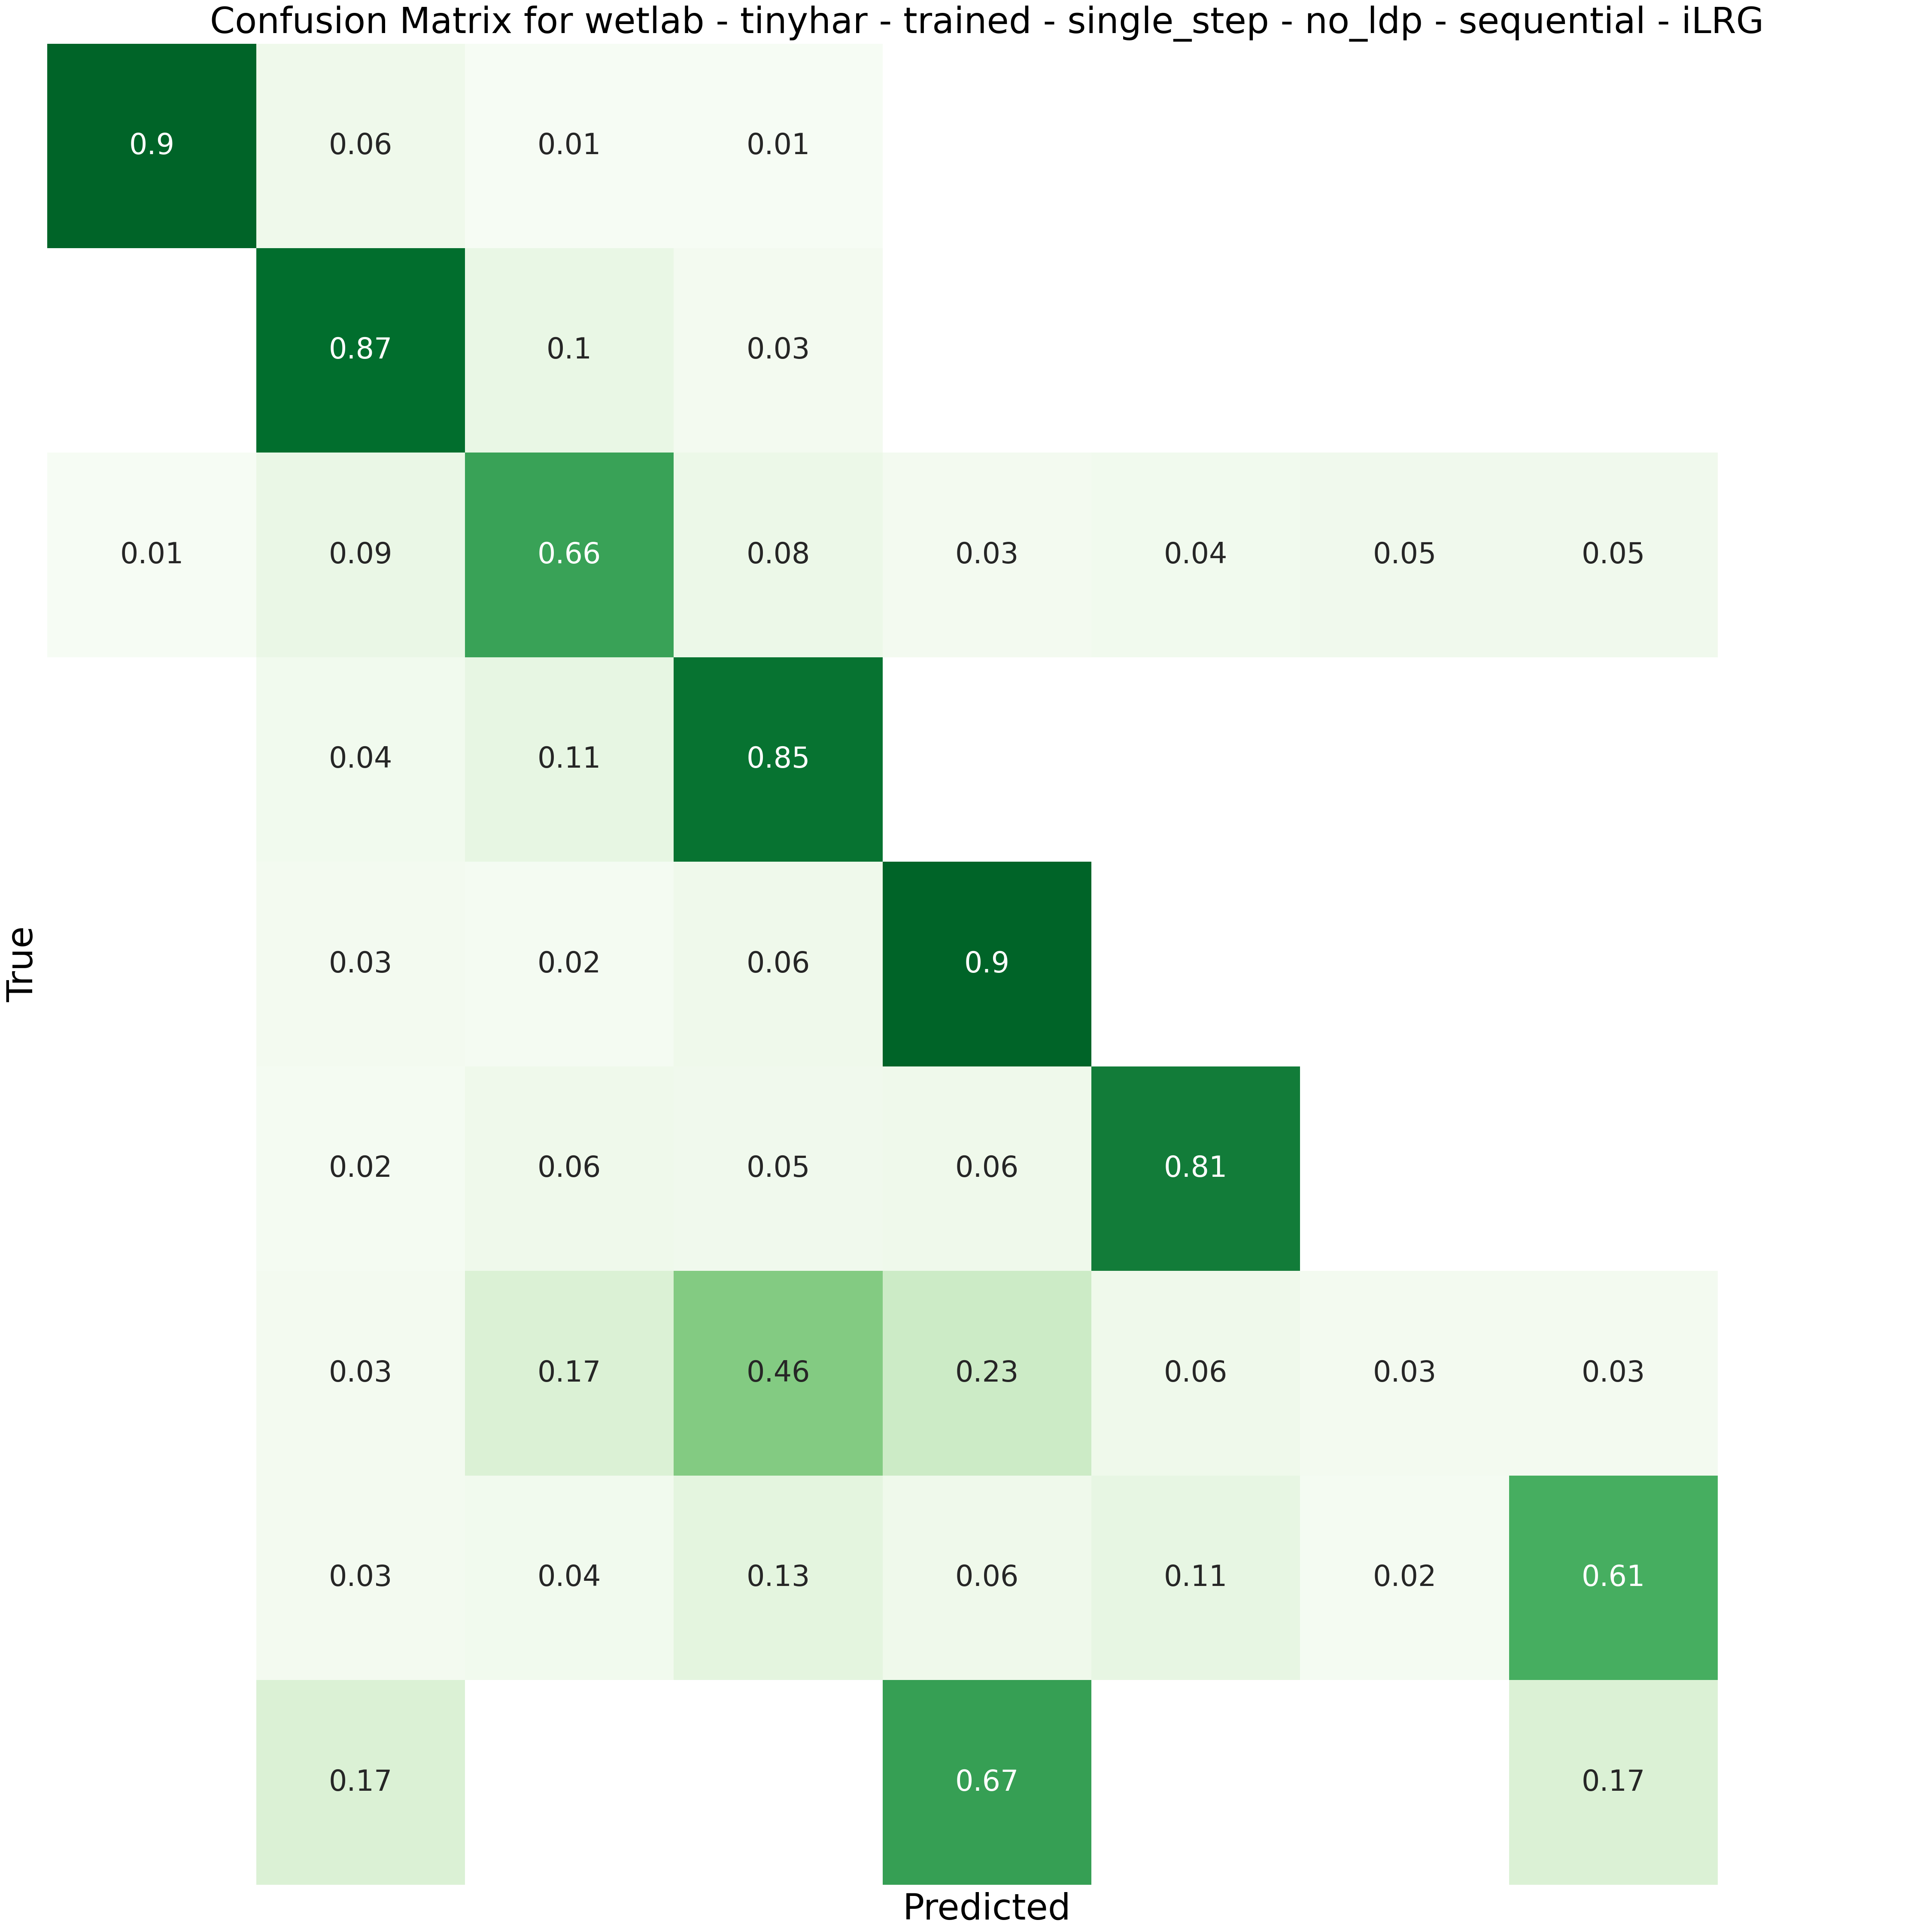 Confusion Matrix for wetlab - tinyhar - trained - single_step - no_ldp - sequential - iLRG
0.9 0.06 0.01 0.01
0.87 0.1 0.03
0.01 0.09 0.66 0.08 0.03 0.04 0.05 0.05
0.04 0.11 0.85
True
0.03 0.02 0.06 0.9
0.02 0.06 0.05 0.06 0.81
0.03 0.17 0.46 0.23 0.06 0.03 0.03
0.03 0.04 0.13 0.06 0.11 0.02 0.61
0.17 0.67 0.17
Predicted